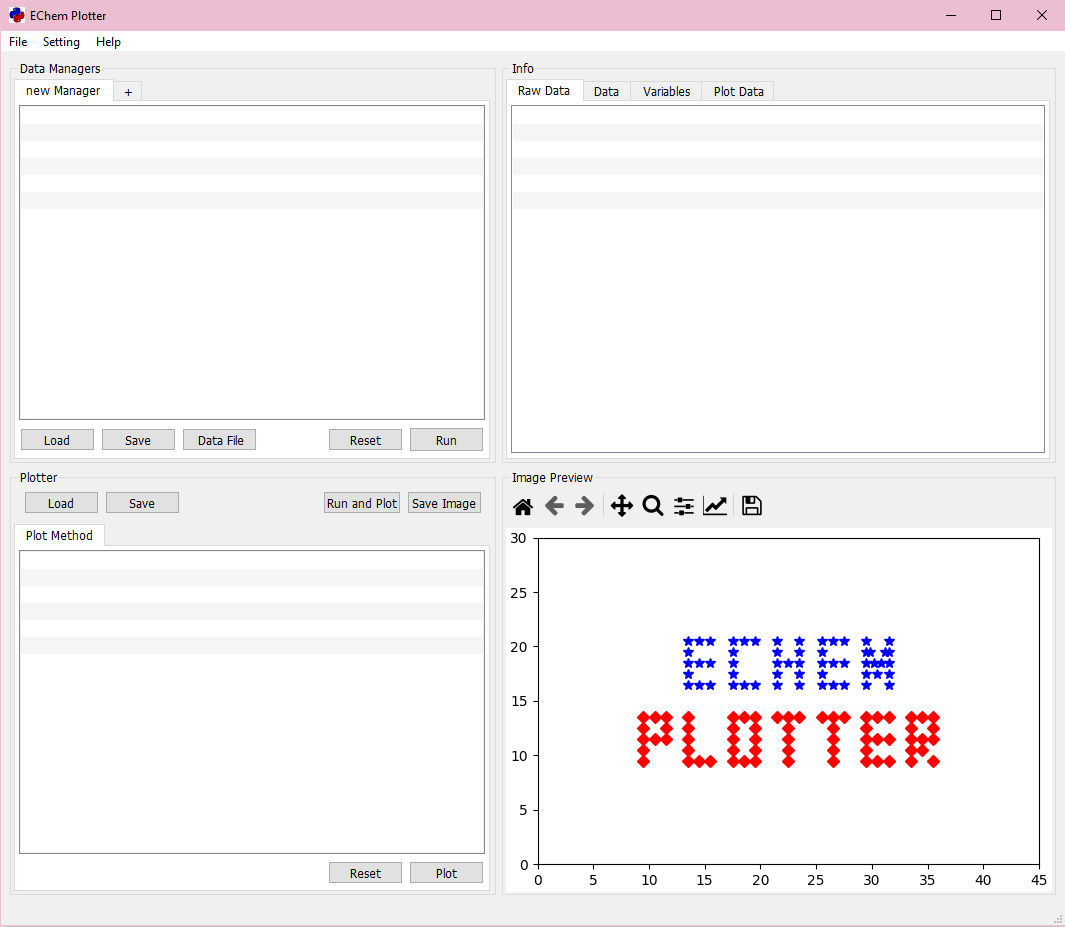 EChem Plotter
File Setting Help
Data Managers
new Manager +
Load Save Data File Reset Run
Info
Raw Data Data Variables Plot Data
Plotter
Load Save Run and Plot Save Image
Plot Method
Reset Plot
Image Preview
30
25
20
15
10
5
0
ECHEM
PLOTTER
0 5 10 15 20 25 30 35 40 45